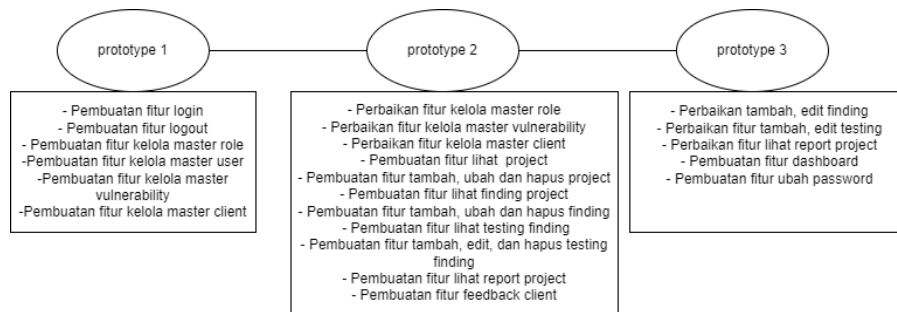 prototype 1
prototype 2
prototype 3
- Pembuatan fitur login
- Pembuatan fitur logout
- Pembuatan fitur kelola master role
-Pembuatan fitur kelola master user
-Pembuatan fitur kelola master
vulnerability
-Pembuatan fitur kelola master client
- Perbaikan fitur kelola master role
- Perbaikan fitur kelola master vulnerability
- Perbaikan fitur kelola master client
- Pembuatan fitur lihat project
- Pembuatan fitur tambah, ubah dan hapus project
- Pembuatan fitur lihat finding project
- Pembuatan fitur tambah, ubah dan hapus finding
- Pembuatan fitur lihat testing finding
- Pembuatan fitur tambah, edit, dan hapus testing
finding
- Pembuatan fitur lihat report project
- Pembuatan fitur feedback client
- Perbaikan tambah, edit finding
- Perbaikan fitur tambah, edit testing
- Perbaikan fitur lihat report project
- Pembuatan fitur dashboard
- Pembuatan fitur ubah password